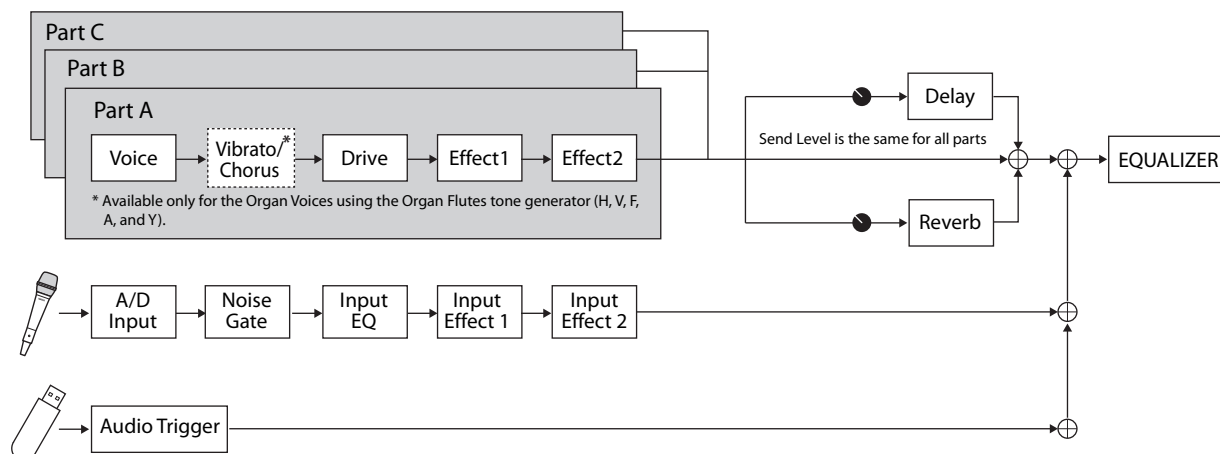 Part C
Part B
Part A
Voice
Vibrato/*
Chorus
Drive
Effect1
Effect2
* Available only for the Organ Voices using the Organ Flutes tone generator (H, V, F,
A, and Y).
Delay
Send Level is the same for all parts
Reverb
EQUALIZER
A/D
Input
Noise
Gate
Input
EQ
Input
Effect 1
Input
Effect 2
Audio Trigger